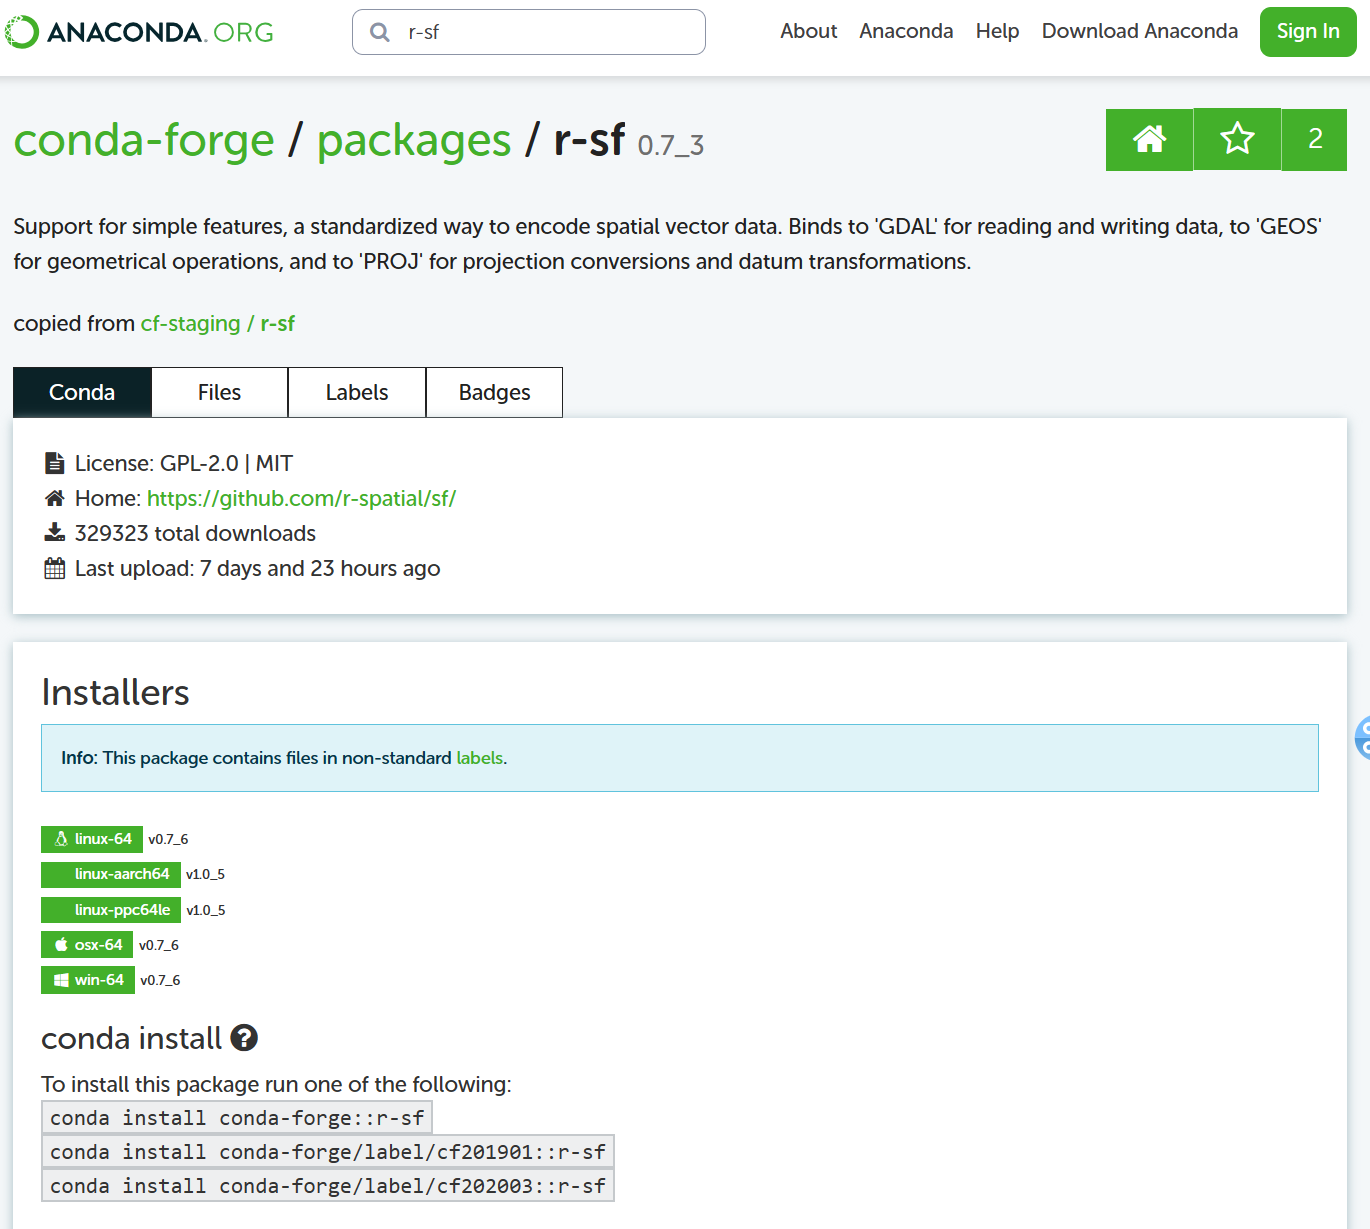 ANACONDA.ORG
r-sf
About Anaconda Help Download Anaconda Sign In
conda-forge / packages / r-sf 0.7_3
2
Support for simple features, a standardized way to encode spatial vector data. Binds to 'GDAL' for reading and writing data, to 'GEOS'
for geometrical operations, and to 'PROJ' for projection conversions and datum transformations.
copied from cf-staging / r-sf
Conda Files Labels Badges
License: GPL-2.0 | MIT
Home: https://github.com/r-spatial/sf/
329323 total downloads
Last upload: 7 days and 23 hours ago
Installers
Info: This package contains files in non-standard labels.
linux-64 v0.7_6
linux-aarch64 v1.0_5
linux-ppc64le v1.0_5
osx-64 v0.7_6
win-64 v0.7_6
conda install ?
To install this package run one of the following:
conda install conda-forge::r-sf
conda install conda-forge/label/cf201901::r-sf
conda install conda-forge/label/cf202003::r-sf